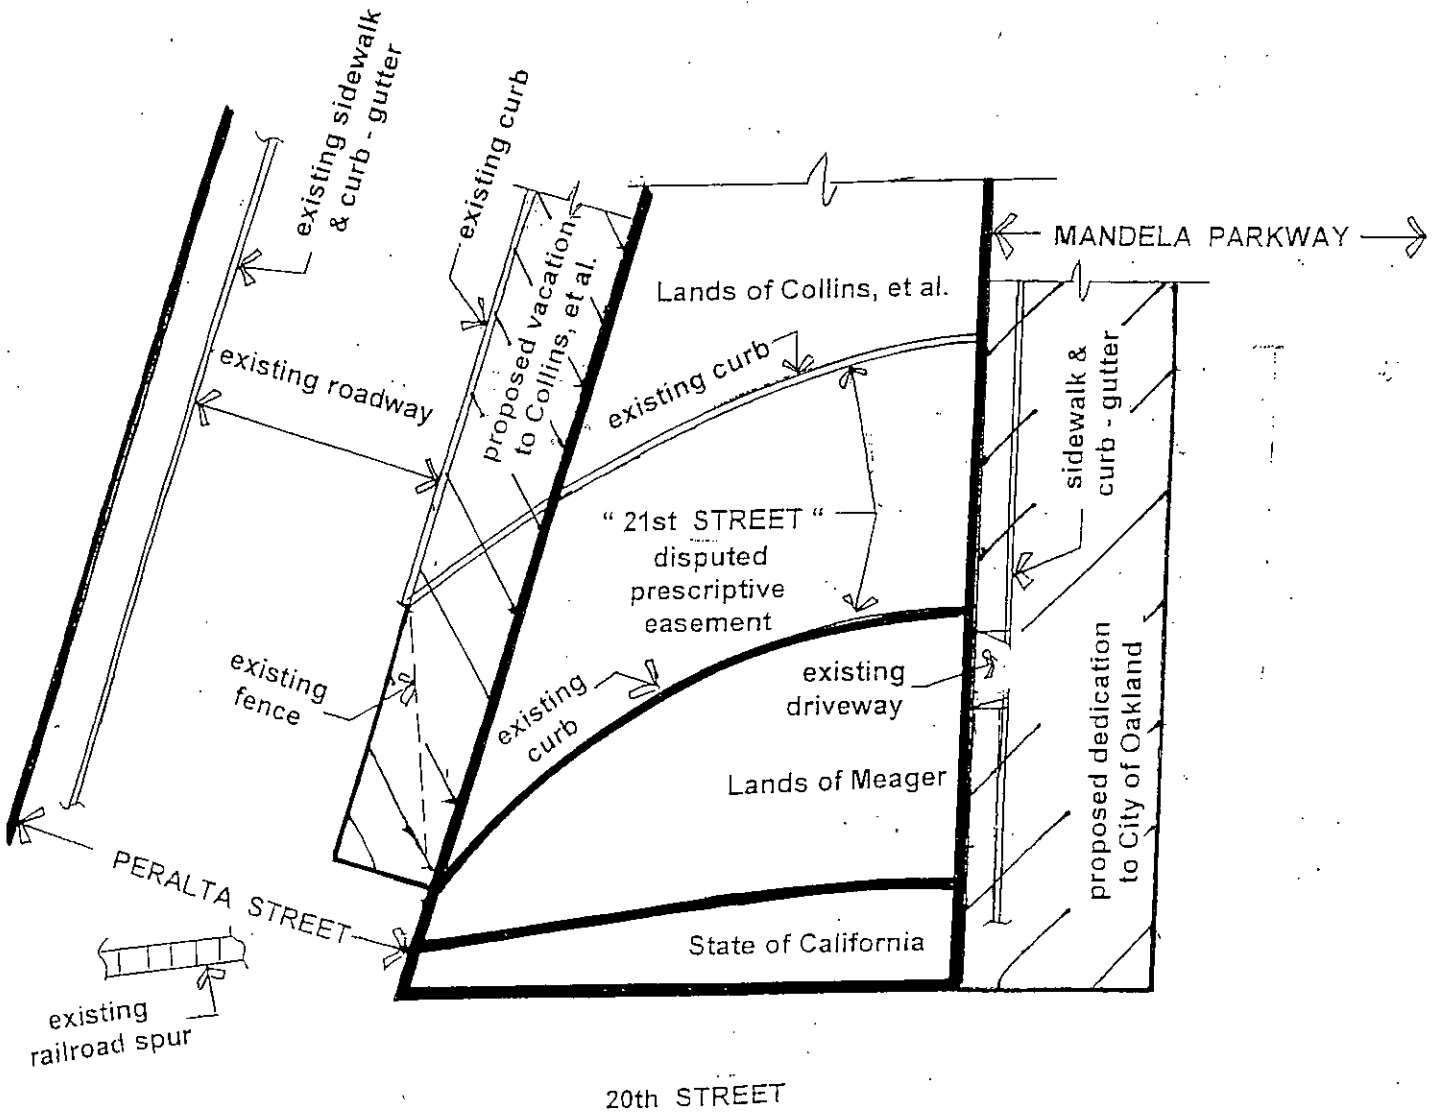 existing sidewalk
& curb - gutter
existing curb
proposed vacation
to Collins, et al.
MANDELA PARKWAY
Lands of Collins, et al.
existing roadway
existing curb
sidewalk &
curb - gutter
" 21st STREET "
disputed
prescriptive
easement
existing
fence
existing
curb
existing
driveway
Lands of Meager
proposed dedication
to City of Oakland
PERALTA STREET
State of California
existing
railroad spur
20th STREET